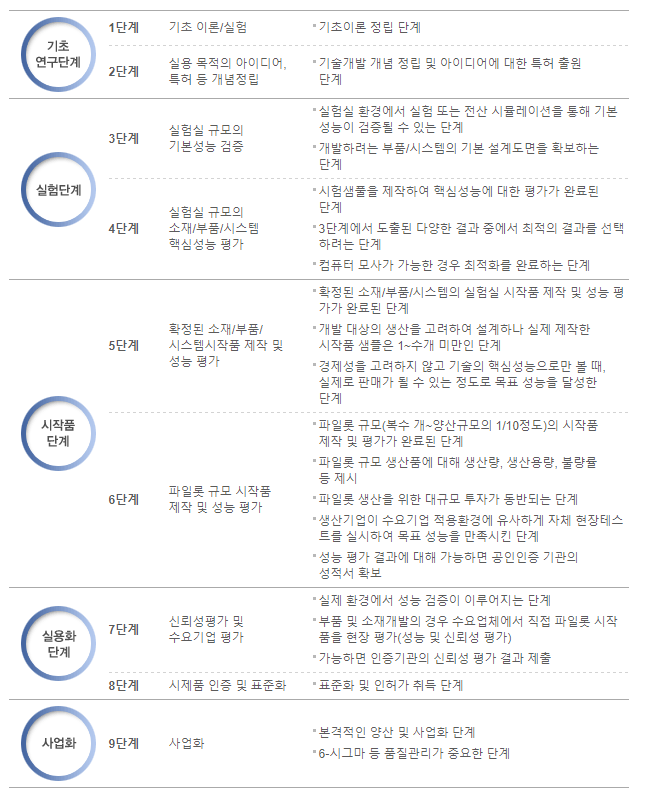 기초
연구단계
1단계
기초 이론/실험
기초이론 정립 단계
2단계
실용 목적의 아이디어,
특허 등 개념정립
기술개발 개념 정립 및 아이디어에 대한 특허 출원
단계
실험단계
3단계
실험실 규모의
기본성능 검증
실험실 환경에서 실험 또는 전산 시뮬레이션을 통해 기본
성능이 검증될 수 있는 단계
개발하려는 부품/시스템의 기본 설계도면을 확보하는
단계
4단계
실험실 규모의
소재/부품/시스템
핵심성능 평가
시험샘플을 제작하여 핵심성능에 대한 평가가 완료된
단계
3단계에서 도출된 다양한 결과 중에서 최적의 결과를 선택
하려는 단계
컴퓨터 모사가 가능한 경우 최적화를 완료하는 단계
시작품
단계
5단계
확정된 소재/부품/
시스템시작품 제작 및
성능 평가
확정된 소재/부품/시스템의 실험실 시작품 제작 및 성능 평
가가 완료된 단계
개발 대상의 생산을 고려하여 설계하나 실제 제작한
시작품 샘플은 1~수개 미만인 단계
경제성을 고려하지 않고 기술의 핵심성능으로만 볼 때,
실제로 판매가 될 수 있는 정도로 목표 성능을 달성한
단계
6단계
파일롯 규모 시작품
제작 및 성능 평가
파일롯 규모(복수 개~양산규모의 1/10정도)의 시작품
제작 및 평가가 완료된 단계
파일롯 규모 생산품에 대해 생산량, 생산용량, 불량률
등 제시
파일롯 생산을 위한 대규모 투자가 동반되는 단계
생산기업이 수요기업 적용환경에 유사하게 자체 현장테스
트를 실시하여 목표 성능을 만족시킨 단계
성능 평가 결과에 대해 가능하면 공인인증 기관의
성적서 확보
실용화
단계
7단계
신뢰성평가 및
수요기업 평가
실제 환경에서 성능 검증이 이루어지는 단계
부품 및 소재개발의 경우 수요업체에서 직접 파일롯 시작
품을 현장 평가(성능 및 신뢰성 평가)
가능하면 인증기관의 신뢰성 평가 결과 제출
8단계
시제품 인증 및 표준화
표준화 및 인허가 취득 단계
사업화
9단계
사업화
본격적인 양산 및 사업화 단계
6-시그마 등 품질관리가 중요한 단계